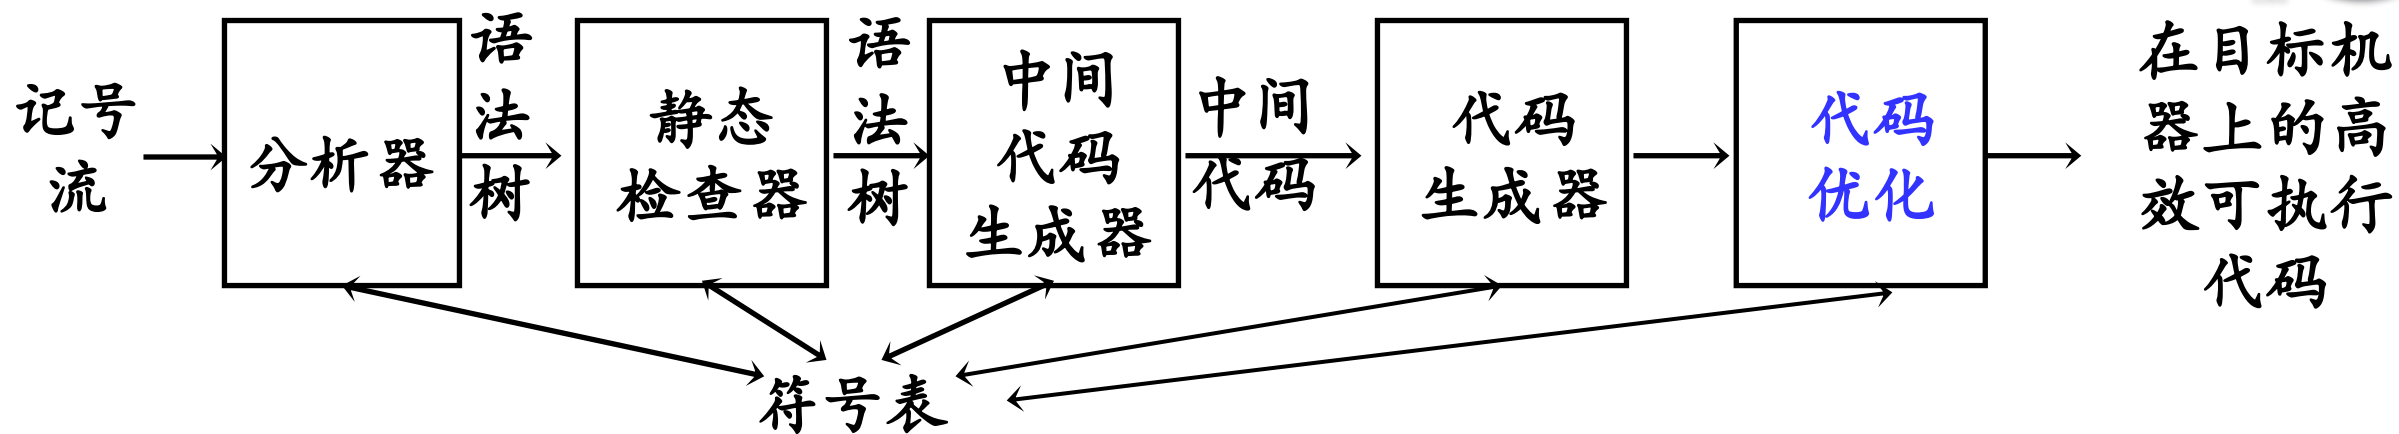 记号
流
分析器
语
法
树
静态
检查器
语
法
树
中间
代码
生成器
中间
代码
代码
生成器
代码
优化
在目标机
器上的高
效可执行
代码
符号表